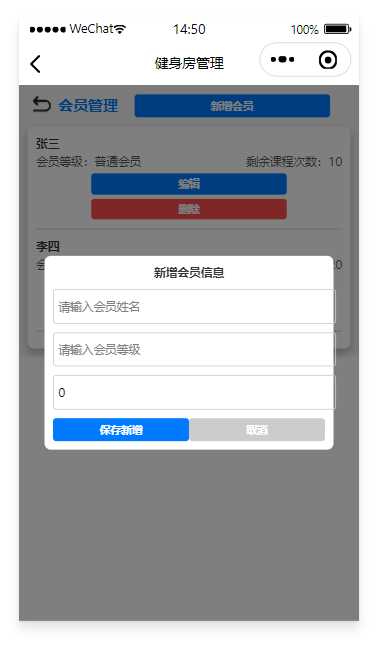 WeChat 14:50 100%
健身房管理
会员管理 新增会员
张三
会员等级：普通会员 剩余课程次数：10
编辑
删除
李四
新增会员信息
请输入会员姓名
请输入会员等级
0
保存新增 取消